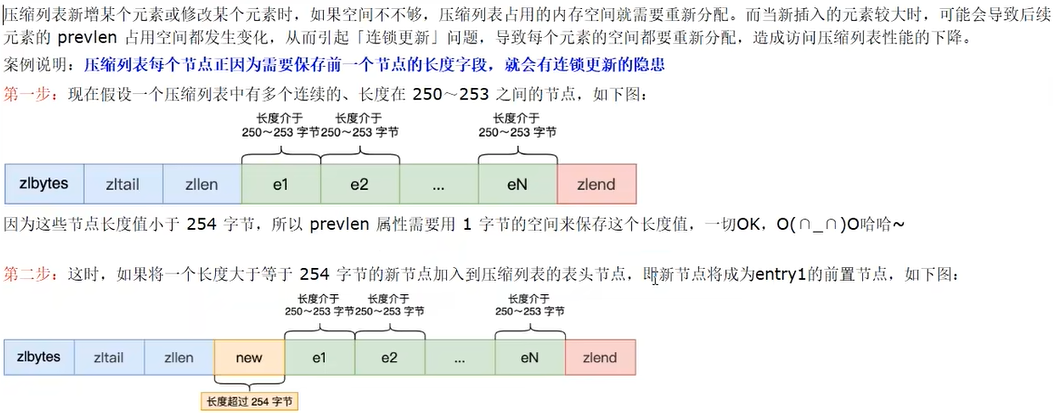 压缩列表新增某个元素或修改某个元素时，如果空间不不够，压缩列表占用的内存空间就需要重新分配。而当新插入的元素较大时，可能会导致后续
元素的 prevlen 占用空间都发生变化，从而引起「连锁更新」问题，导致每个元素的空间都要重新分配，造成访问压缩列表性能的下降。
案例说明：压缩列表每个节点正因为需要保存前一个节点的长度字段，就会有连锁更新的隐患
第一步：现在假设一个压缩列表中有多个连续的、长度在 250～253 之间的节点，如下图：
长度介于 长度介于 长度介于
250～253 字节 250～253 字节 250～253 字节
zlbytes zltail zllen e1 e2 ... eN zlend
因为这些节点长度值小于 254 字节，所以 prevlen 属性需要用 1 字节的空间来保存这个长度值，一切OK，O(∩_∩)O哈哈~
第二步：这时，如果将一个长度大于等于 254 字节的新节点加入到压缩列表的表头节点，即新节点将成为entry1的前置节点，如下图：
长度介于 长度介于 长度介于
250～253 字节 250～253 字节 250～253 字节
zlbytes zltail zllen new e1 e2 ... eN zlend
长度超过 254 字节